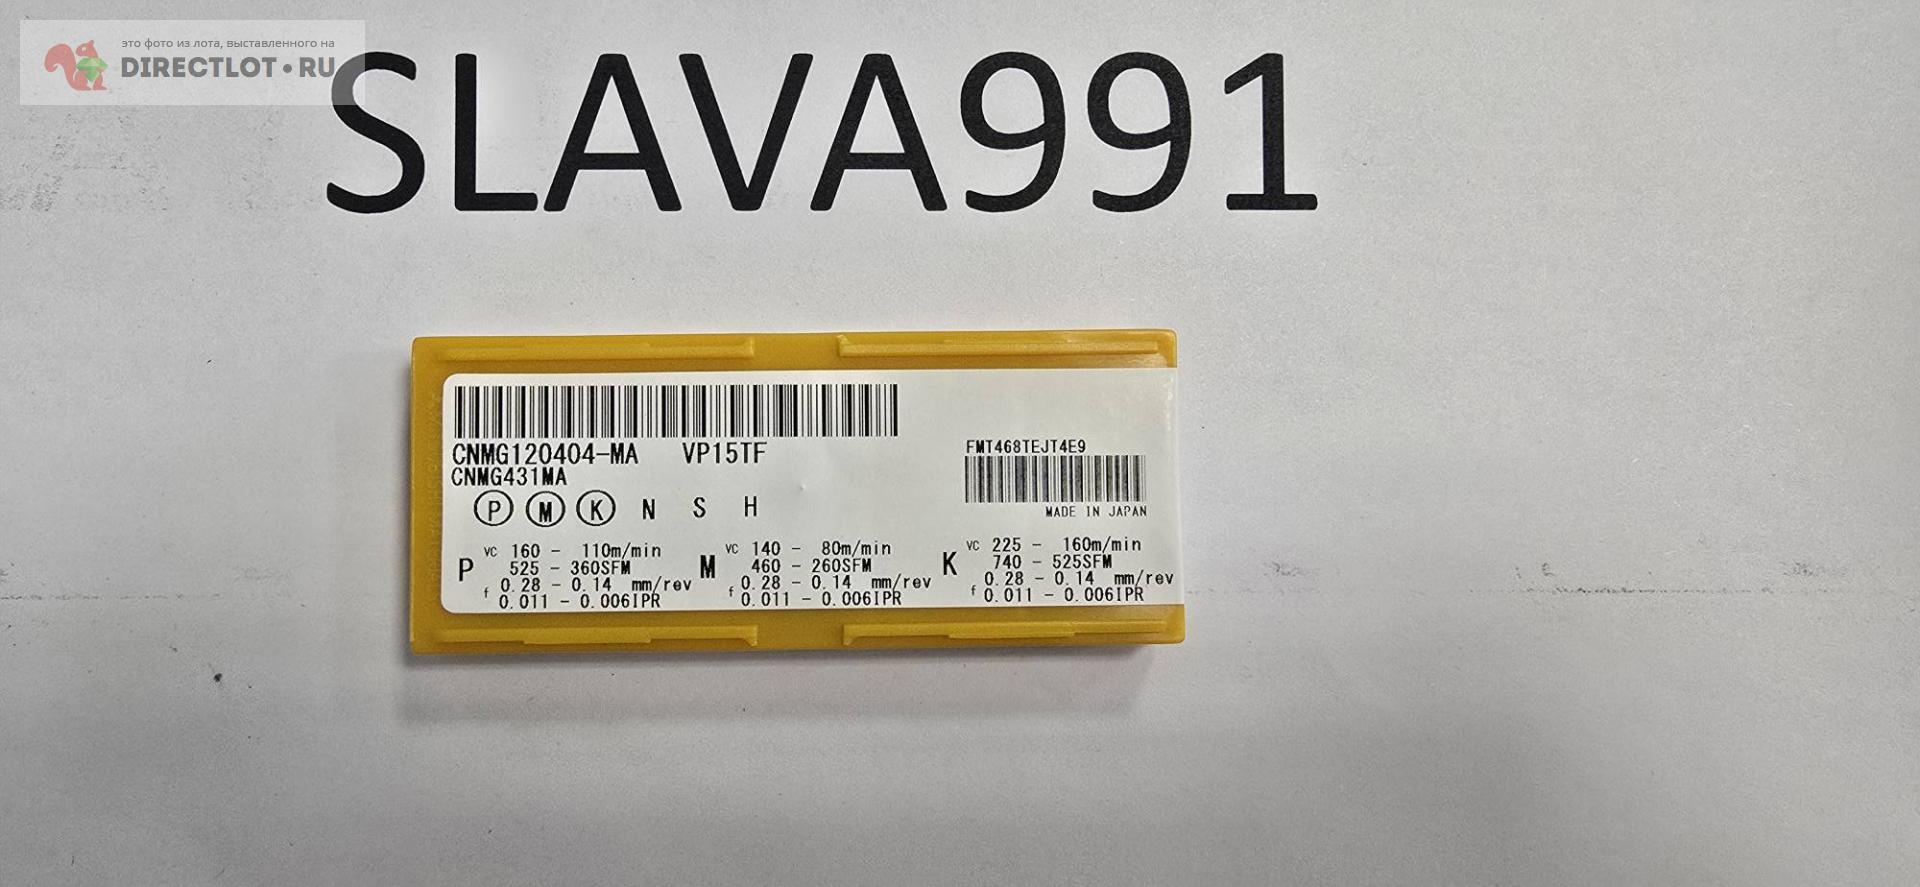 это фото из лота, выставленного на
DIRECTLOT•RU
SLAVA991
CNMG120404-MA VP15TF
CNMG431MA
P M K N S H
FMT468TEJT4E9
MADE IN JAPAN
P VC 160 - 110m/min
525 - 360SFM
f 0.28 - 0.14 mm/rev
0.011 - 0.006IPR
M VC 140 - 80m/min
460 - 260SFM
f 0.28 - 0.14 mm/rev
0.011 - 0.006IPR
K VC 225 - 160m/min
740 - 525SFM
f 0.28 - 0.14 mm/rev
0.011 - 0.006IPR